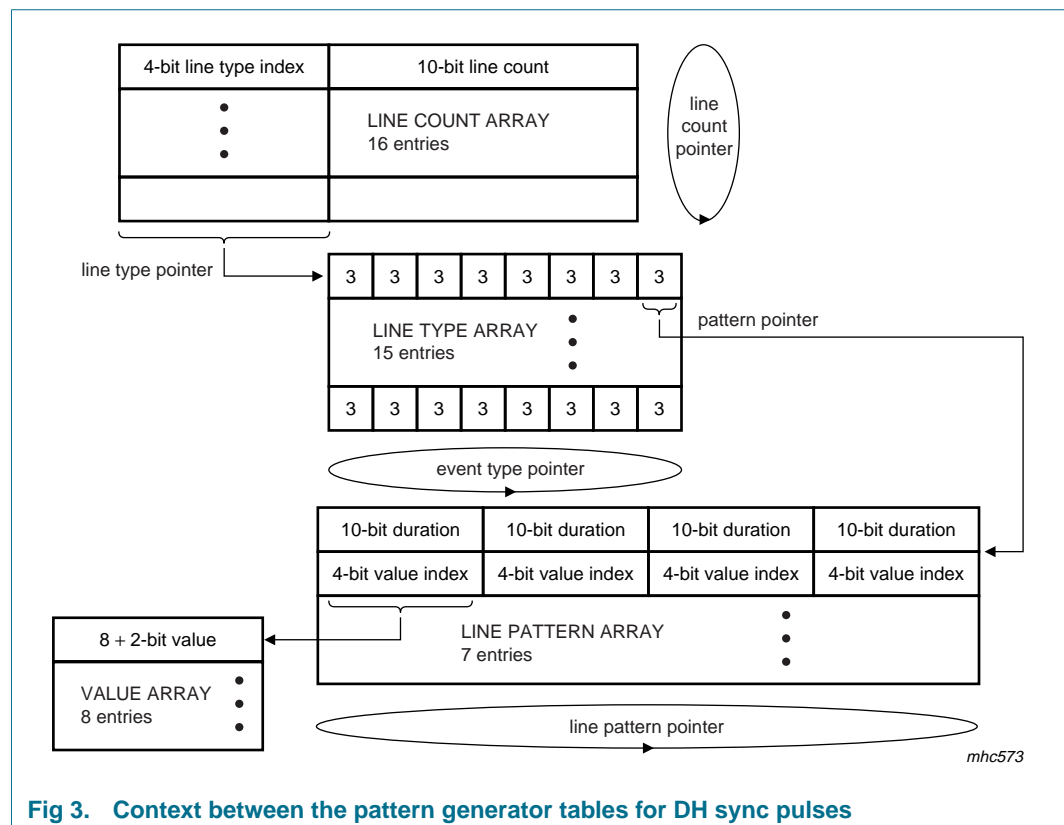 4-bit line type index 10-bit line count
LINE COUNT ARRAY
16 entries
line
count
pointer
line type pointer
3 3 3 3 3 3 3 3
LINE TYPE ARRAY
15 entries
pattern pointer
3 3 3 3 3 3 3 3
event type pointer
10-bit duration 10-bit duration 10-bit duration 10-bit duration
4-bit value index 4-bit value index 4-bit value index 4-bit value index
LINE PATTERN ARRAY
7 entries
8 + 2-bit value
VALUE ARRAY
8 entries
line pattern pointer
mhc573
Fig 3. Context between the pattern generator tables for DH sync pulses